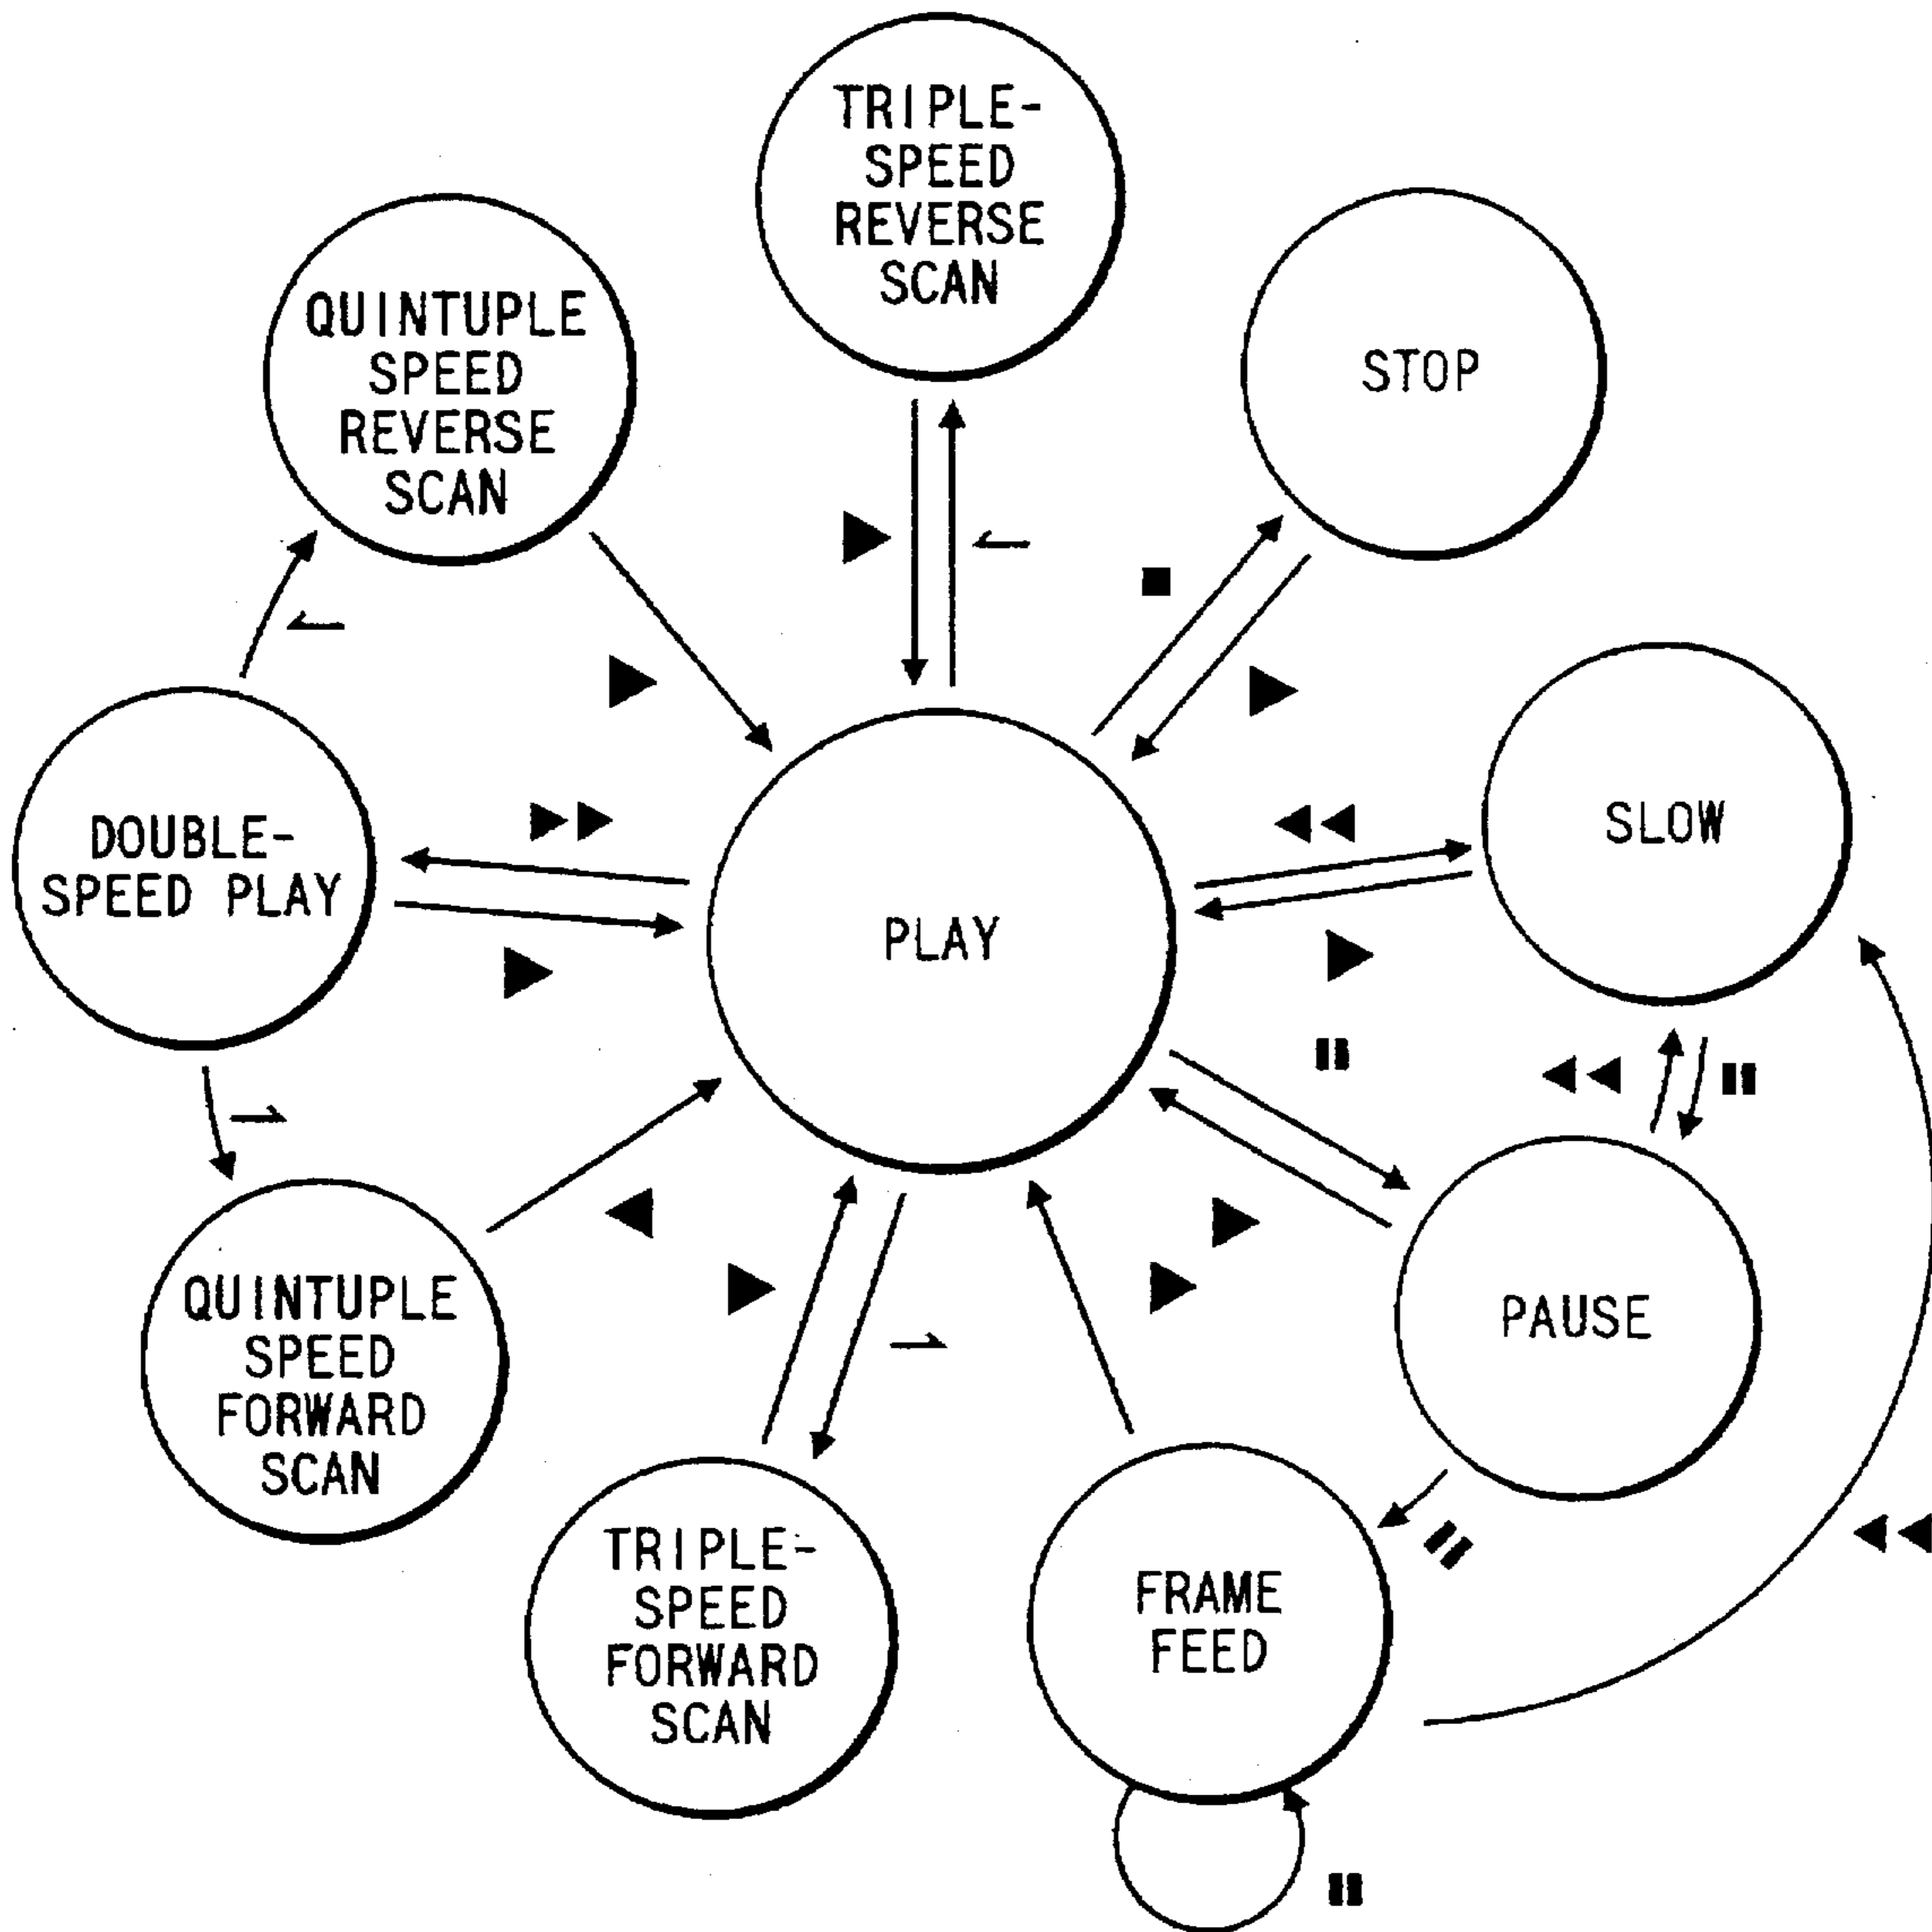 TRIPLE-
SPEED
REVERSE
SCAN
QUINTUPLE
SPEED
REVERSE
SCAN
STOP
DOUBLE-
SPEED PLAY
PLAY
SLOW
QUINTUPLE
SPEED
FORWARD
SCAN
PAUSE
TRIPLE-
SPEED
FORWARD
SCAN
FRAME
FEED